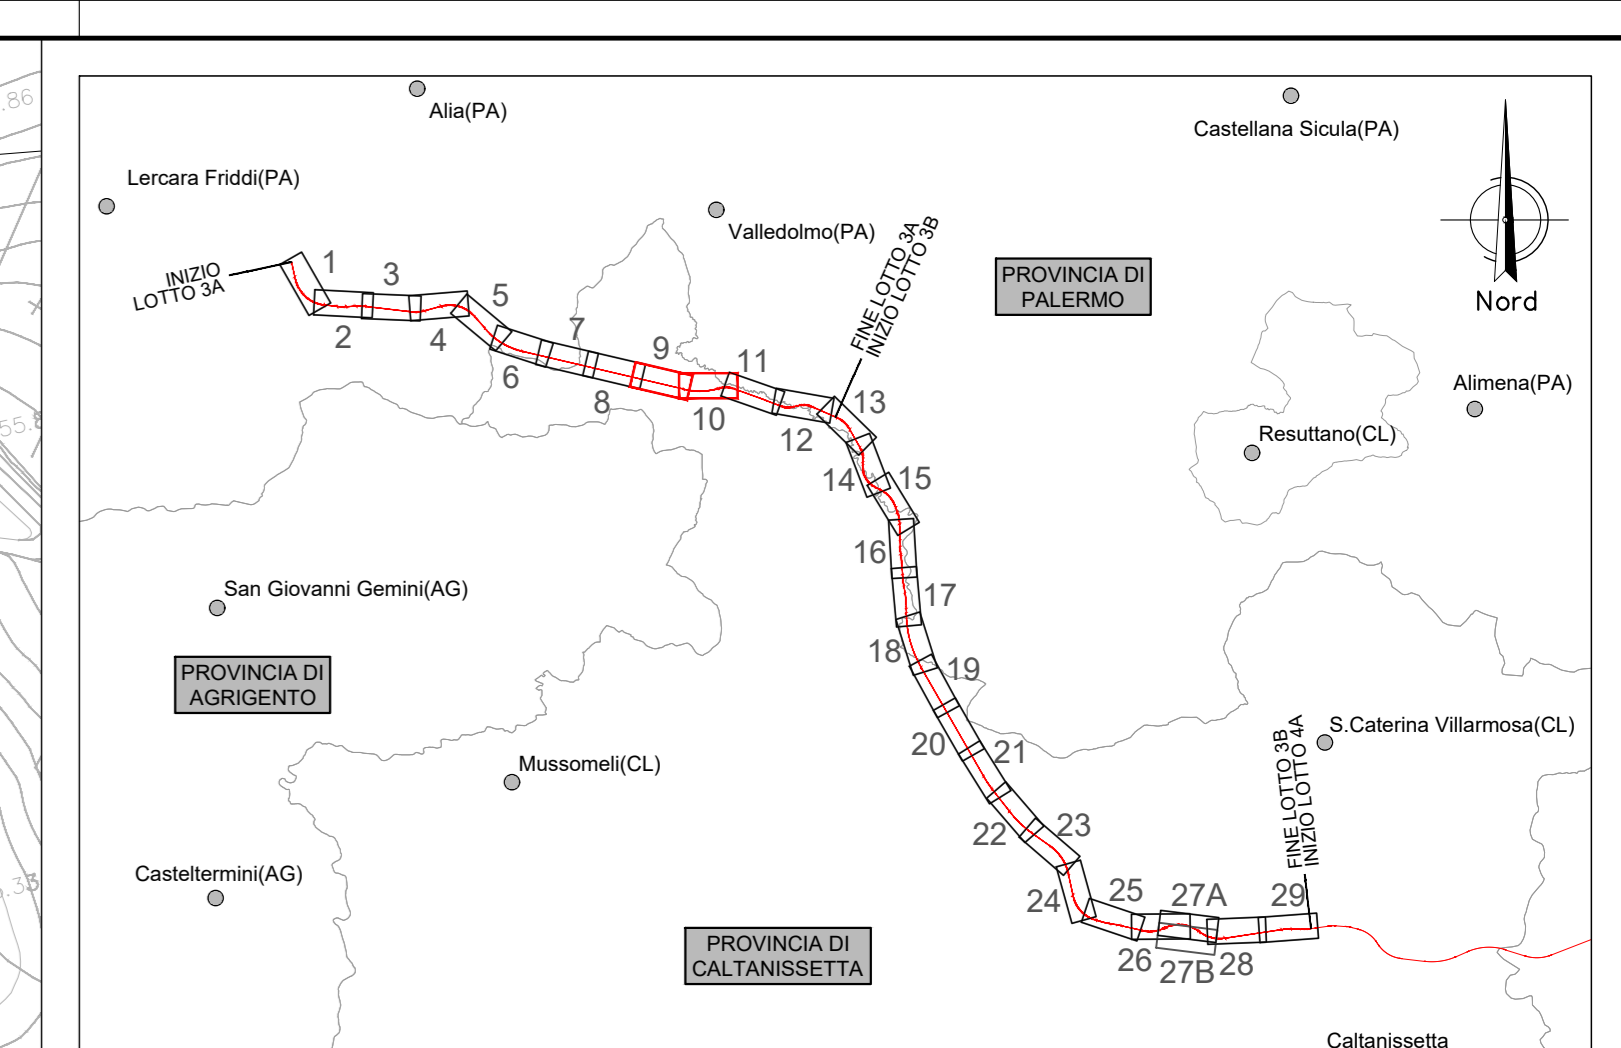 .86
Alia(PA)
Castellana Sicula(PA)
Lercara Friddi(PA)
Valledolmo(PA)
FINE LOTTO 3A
INIZIO LOTTO 3B
PROVINCIA DI
PALERMO
Nord
INIZIO
LOTTO 3A
1
2
3
4
5
6
7
8
9
10
11
12
13
Alimena(PA)
Resuttano(CL)
14
15
16
17
San Giovanni Gemini(AG)
PROVINCIA DI
AGRIGENTO
18
19
20
21
S.Caterina Villarmosa(CL)
FINE LOTTO 3B
INIZIO LOTTO 4A
Mussomeli(CL)
22
23
Casteltermini(AG)
24
25
26
27A
27B
28
29
PROVINCIA DI
CALTANISSETTA
Caltanissetta